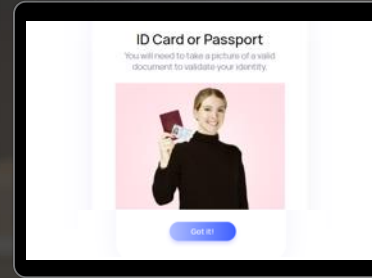 ID Card or Passport
You will need to take a picture of a valid
document to validate your identity.
Got it!